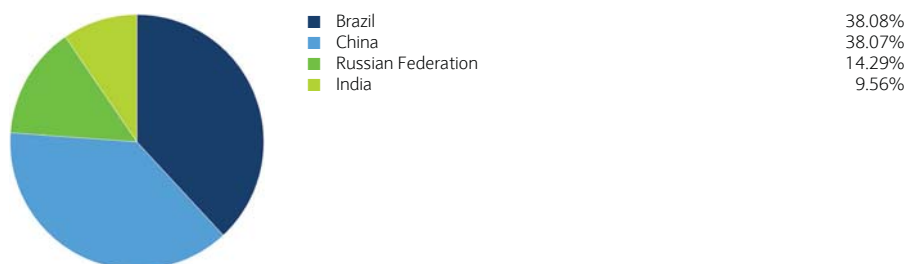 Brazil 38.08%
China 38.07%
Russian Federation 14.29%
India 9.56%